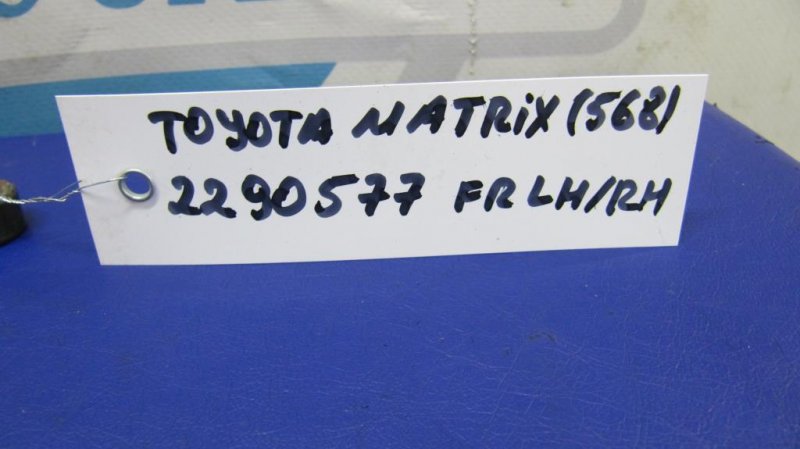 TOYOTA MATRiX (568)
2290577 FR LH/RH